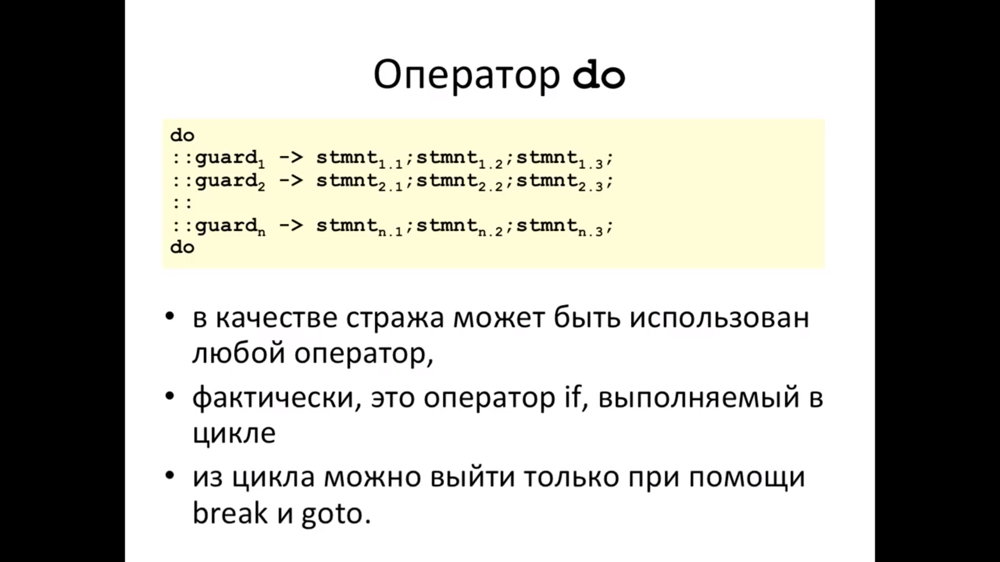 Оператор do
do
::guard1 -> stmnt1.1;stmnt1.2;stmnt1.3;
::guard2 -> stmnt2.1;stmnt2.2;stmnt2.3;
::
::guardn -> stmntn.1;stmntn.2;stmntn.3;
do
• в качестве стража может быть использован
любой оператор,
• фактически, это оператор if, выполняемый в
цикле
• из цикла можно выйти только при помощи
break и goto.